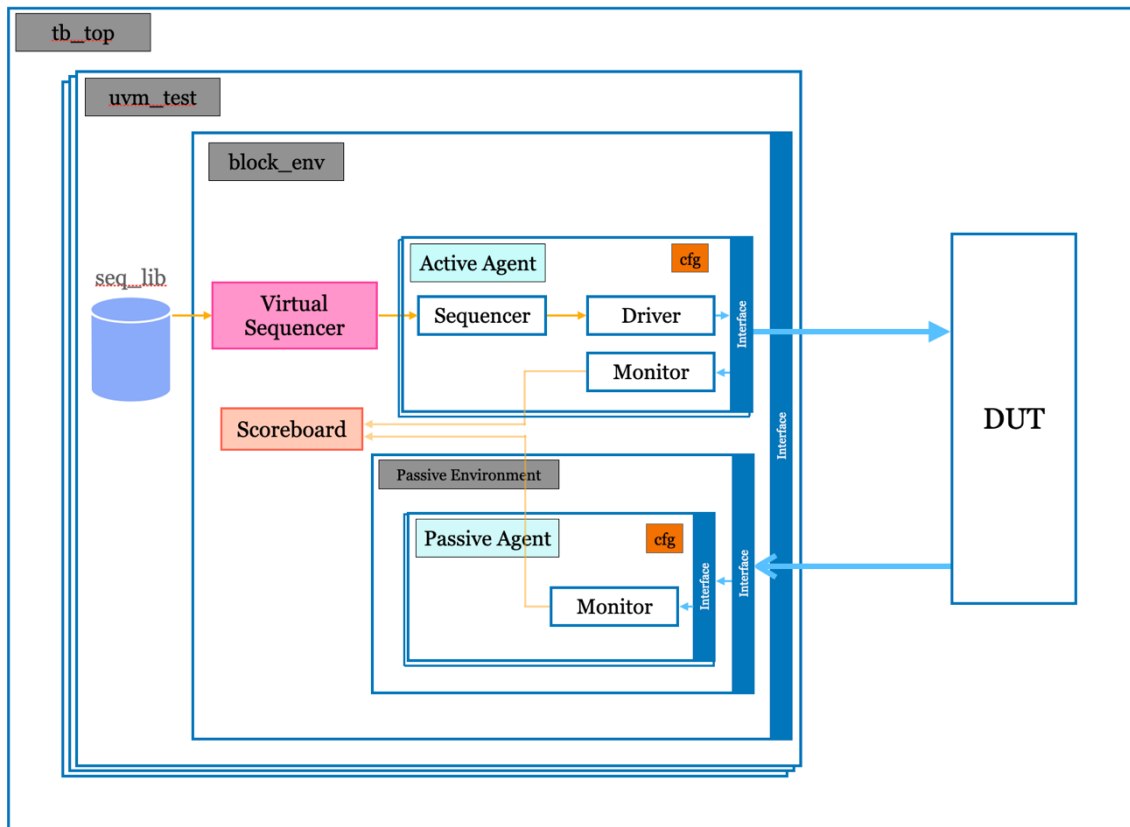 tb_top
uvm_test
block_env
seq_lib
Virtual
Sequencer
Active Agent
cfg
Sequencer
Driver
Monitor
Interface
Scoreboard
Interface
DUT
Passive Environment
Passive Agent
cfg
Monitor
Interface
Interface